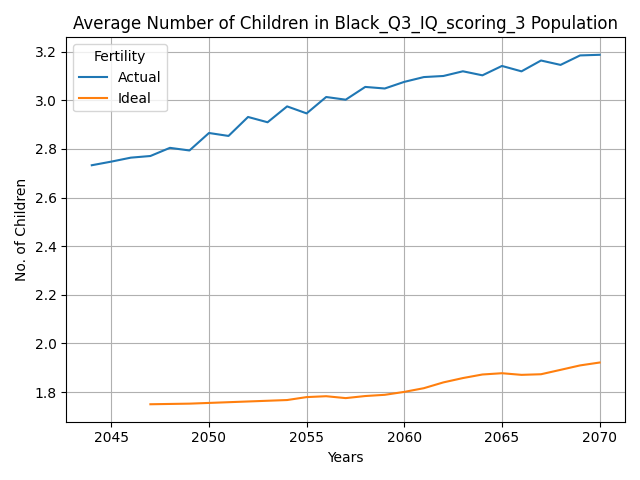 Average Number of Children in Black_Q3_IQ_scoring_3 Population
Fertility
Actual
Ideal
No. of Children
3.2
3.0
2.8
2.6
2.4
2.2
2.0
1.8
2045 2050 2055 2060 2065 2070
Years